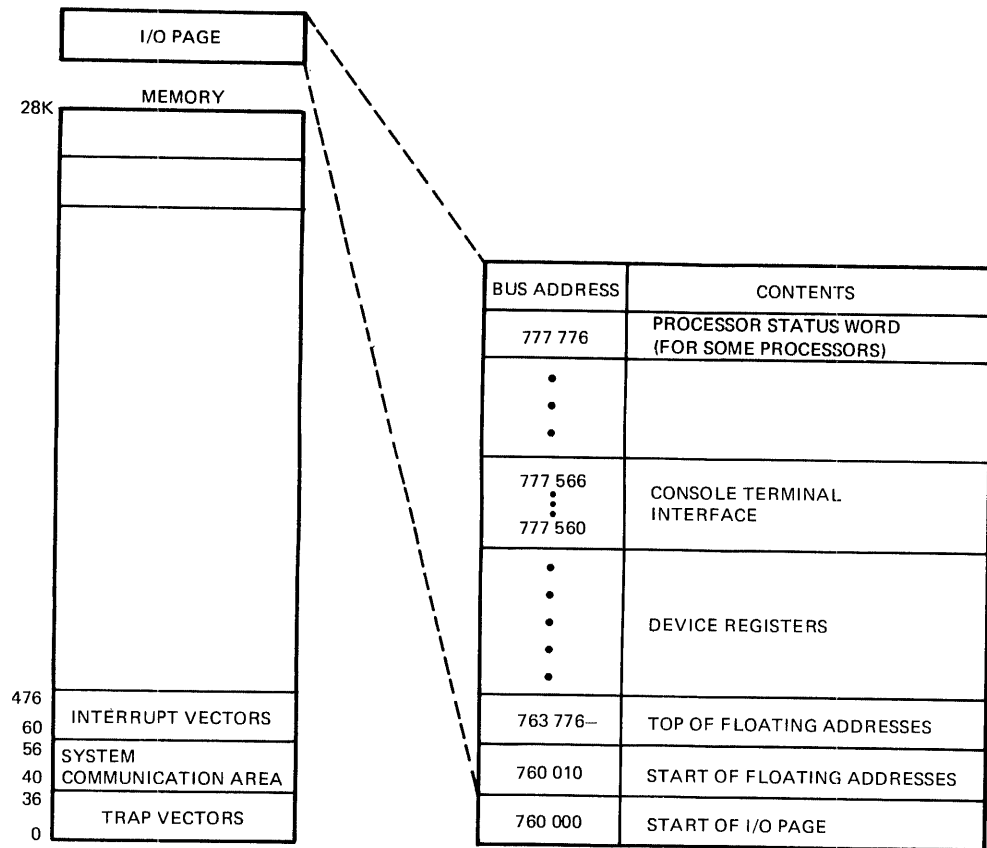 I/O PAGE
MEMORY
28K
476
INTERRUPT VECTORS
60
56
SYSTEM
COMMUNICATION AREA
40
36
TRAP VECTORS
0
BUS ADDRESS CONTENTS
777 776 PROCESSOR STATUS WORD
(FOR SOME PROCESSORS)
777 566
CONSOLE TERMINAL
INTERFACE
777 560
DEVICE REGISTERS
763 776– TOP OF FLOATING ADDRESSES
760 010 START OF FLOATING ADDRESSES
760 000 START OF I/O PAGE